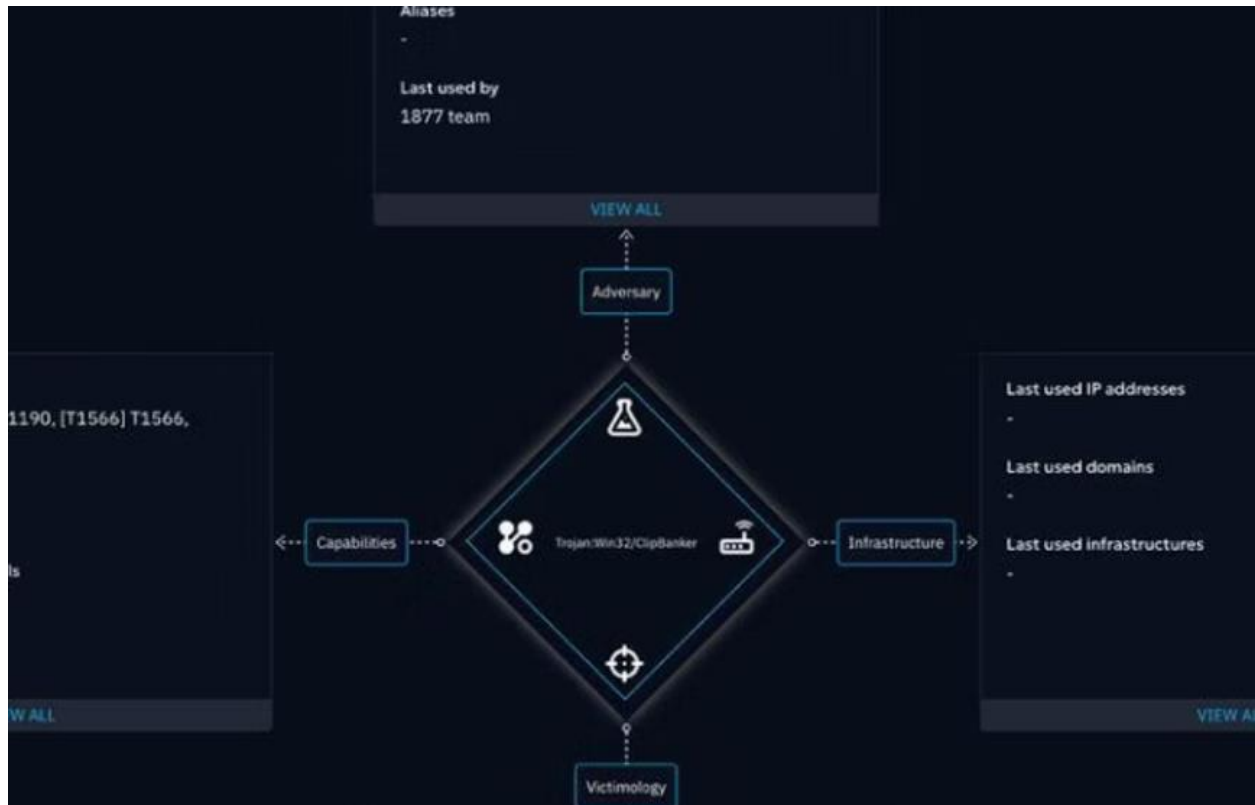 Aliases
-
Last used by
1877 team
VIEW ALL
Adversary
1190, [T1566] T1566,
ls
Capabilities
Trojan:Win32/ClipBanker
Infrastructure
Last used IP addresses
-
Last used domains
-
Last used infrastructures
-
W ALL
VIEW AL
Victimology